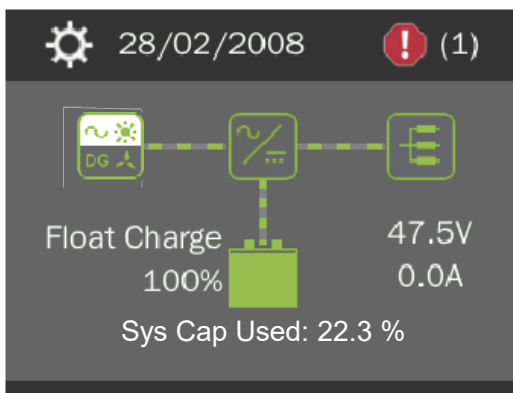 28/02/2008 (1)
DG
Float Charge 47.5V
100% 0.0A
Sys Cap Used: 22.3 %